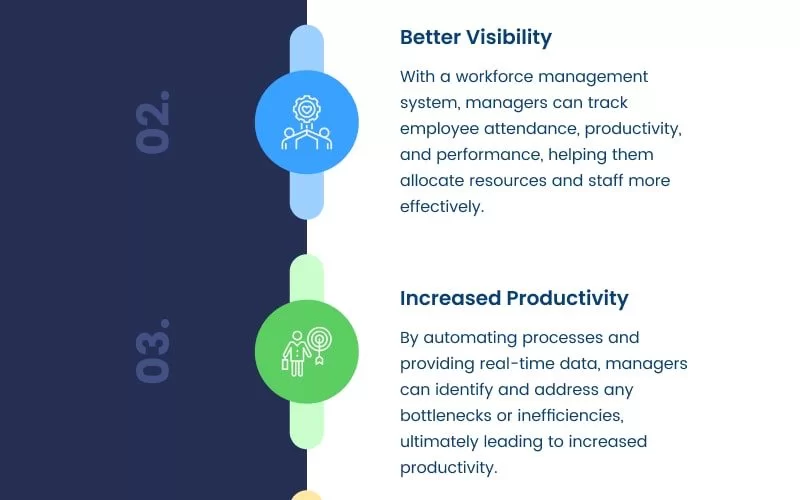 02.
Better Visibility
With a workforce management
system, managers can track
employee attendance, productivity,
and performance, helping them
allocate resources and staff more
effectively.
03.
Increased Productivity
By automating processes and
providing real-time data, managers
can identify and address any
bottlenecks or inefficiencies,
ultimately leading to increased
productivity.